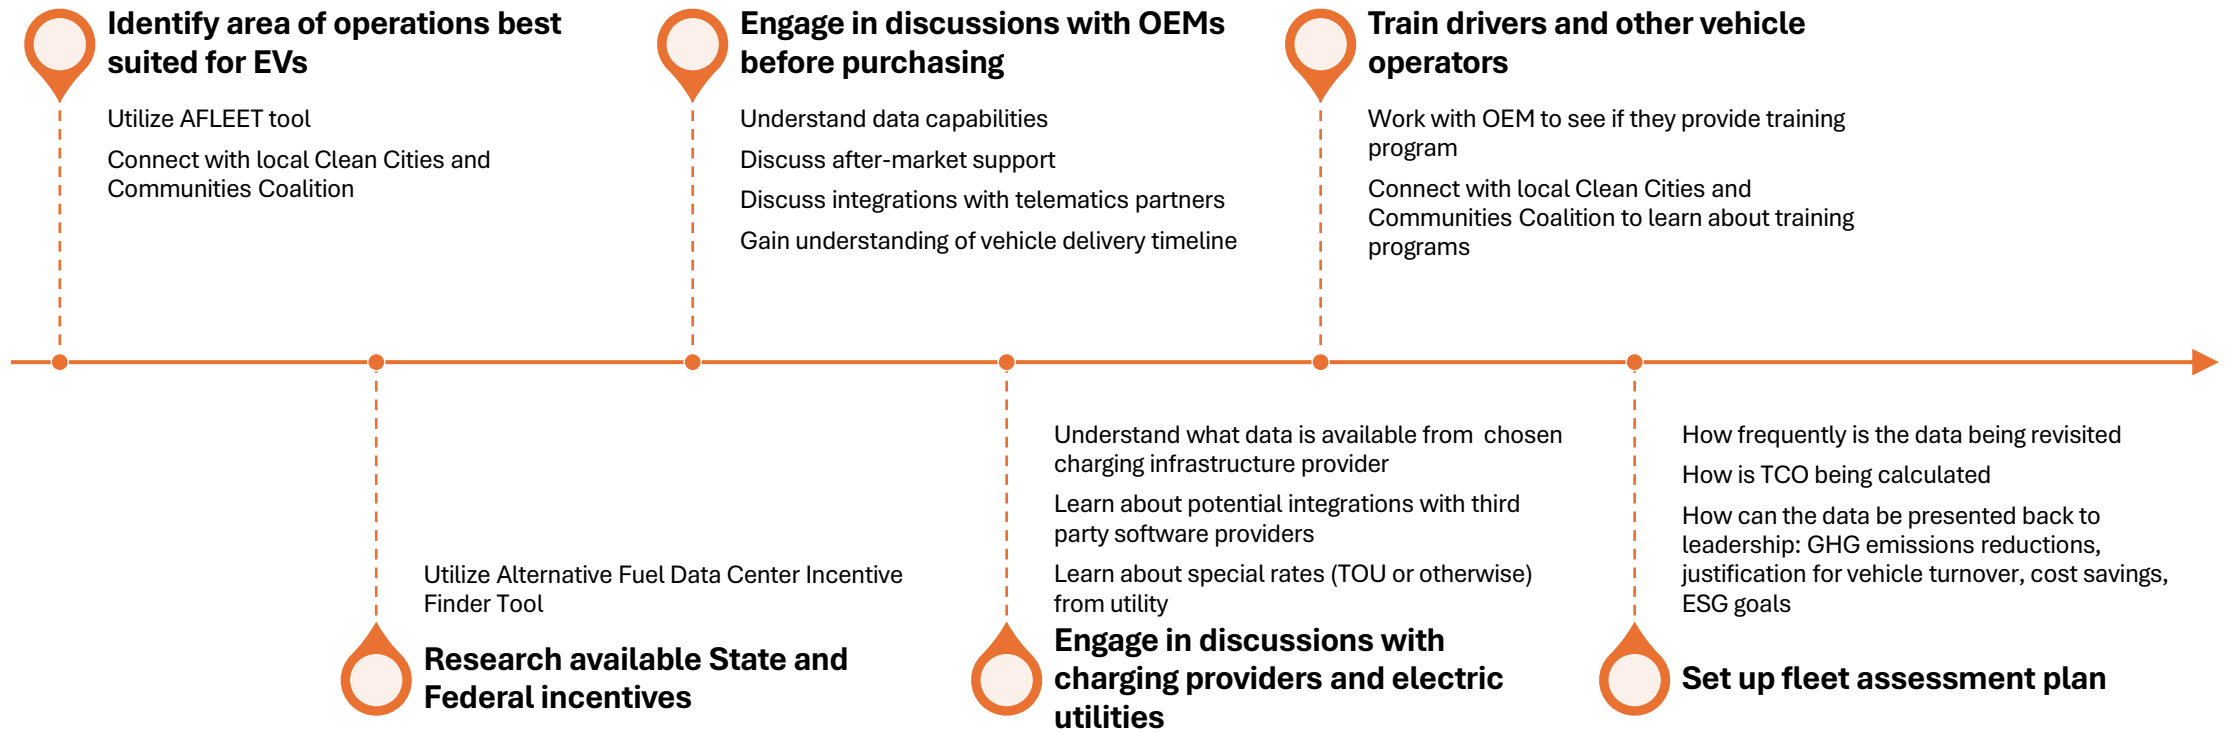 Identify area of operations best
suited for EVs
Utilize AFLEET tool
Connect with local Clean Cities and
Communities Coalition
Engage in discussions with OEMs
before purchasing
Understand data capabilities
Discuss after-market support
Discuss integrations with telematics partners
Gain understanding of vehicle delivery timeline
Train drivers and other vehicle
operators
Work with OEM to see if they provide training
program
Connect with local Clean Cities and
Communities Coalition to learn about training
programs
Utilize Alternative Fuel Data Center Incentive
Finder Tool
Research available State and
Federal incentives
Understand what data is available from  chosen
charging infrastructure provider
Learn about potential integrations with third
party software providers
Learn about special rates (TOU or otherwise)
from utility
Engage in discussions with
charging providers and electric
utilities
How frequently is the data being revisited
How is TCO being calculated
How can the data be presented back to
leadership: GHG emissions reductions,
justification for vehicle turnover, cost savings,
ESG goals
Set up fleet assessment plan